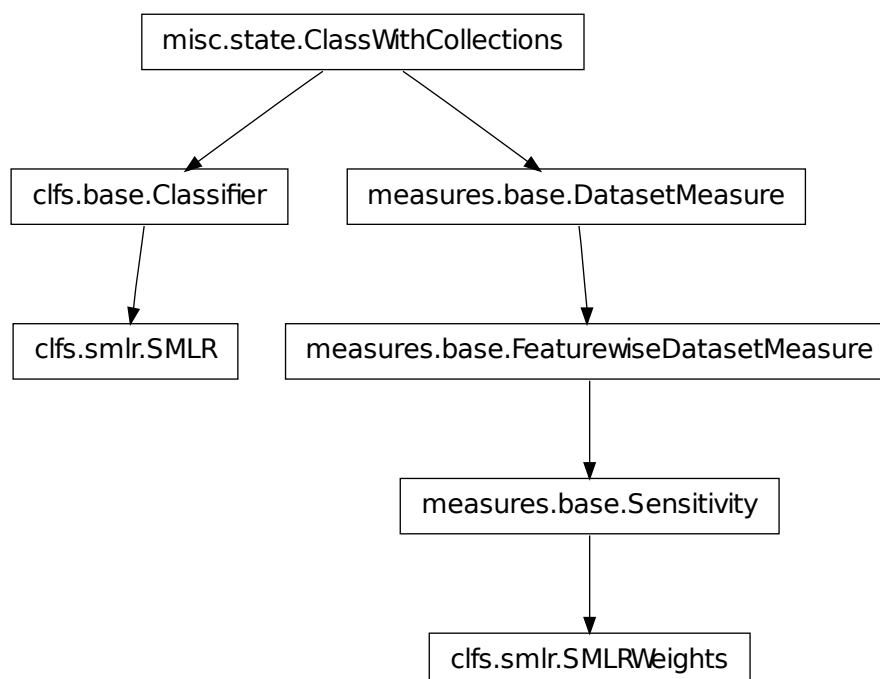 misc.state.ClassWithCollections
clfs.base.Classifier
measures.base.DatasetMeasure
clfs.smlr.SMLR
measures.base.FeaturewiseDatasetMeasure
measures.base.Sensitivity
clfs.smlr.SMLRWeights